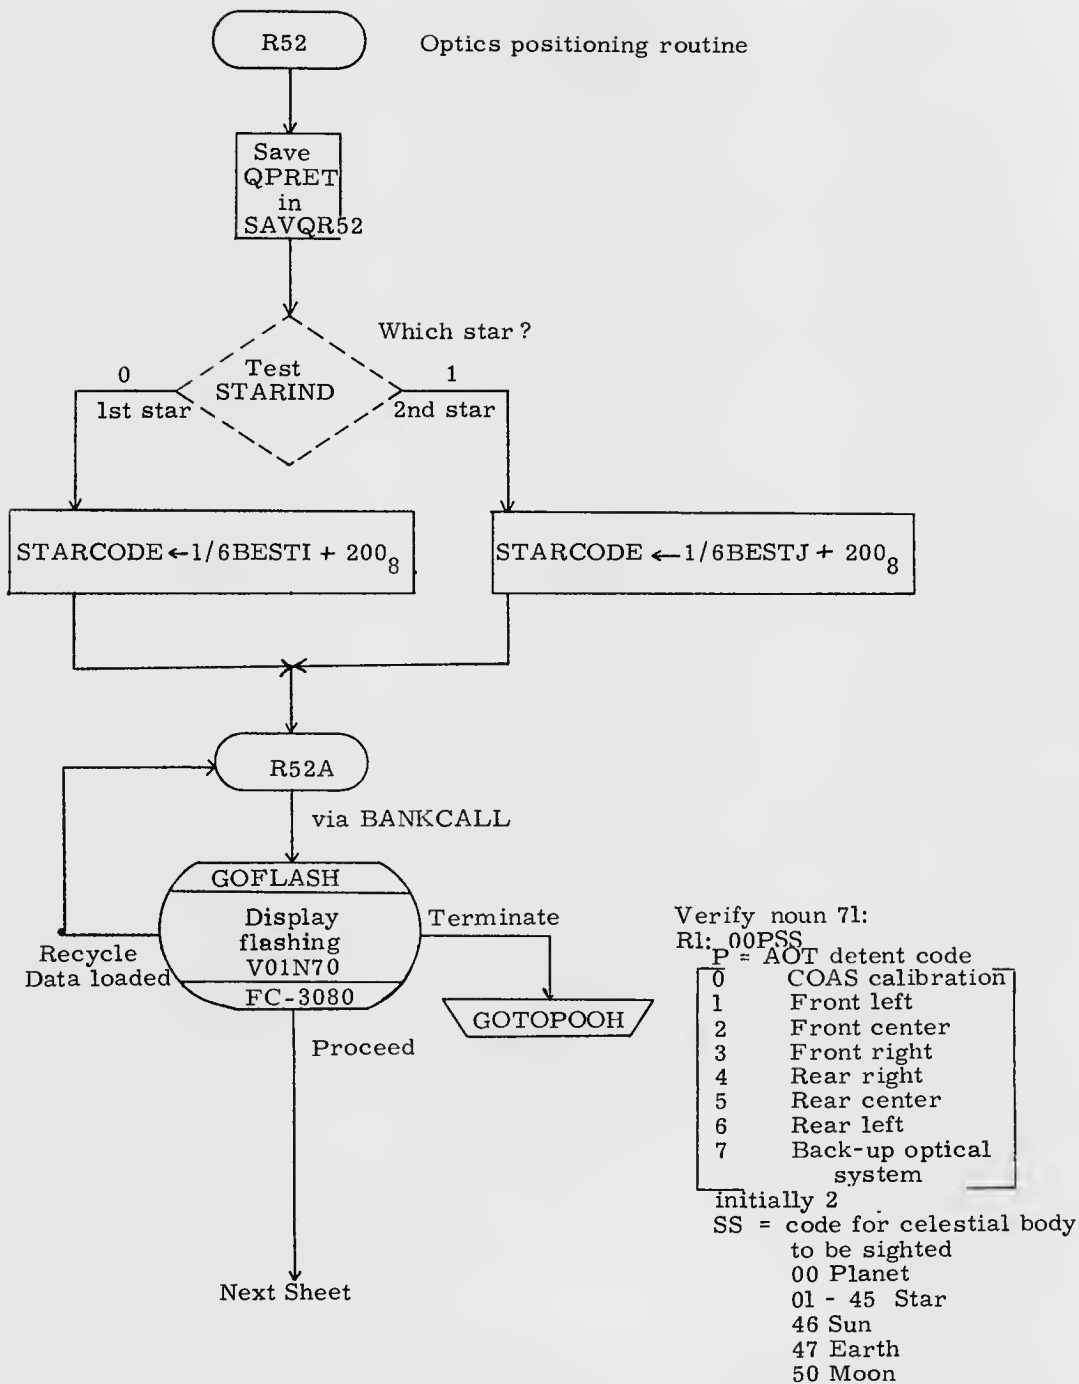 R52
Optics positioning routine
Save
QPRET
in
SAVQR52
Which star?
Test
STARIND
0
1st star
1
2nd star
STARCODE ← 1/6BESTI + 200₈
STARCODE ← 1/6BESTJ + 200₈
R52A
via BANKCALL
GOFLASH
Display
flashing
V01N70
FC-3080
Recycle
Data loaded
Terminate
GOTOPOOH
Proceed
Next Sheet
Verify noun 71:
R1: 00PSS
P = AOT detent code
0 COAS calibration
1 Front left
2 Front center
3 Front right
4 Rear right
5 Rear center
6 Rear left
7 Back-up optical
system
initially 2
SS = code for celestial body
to be sighted
00 Planet
01 - 45 Star
46 Sun
47 Earth
50 Moon